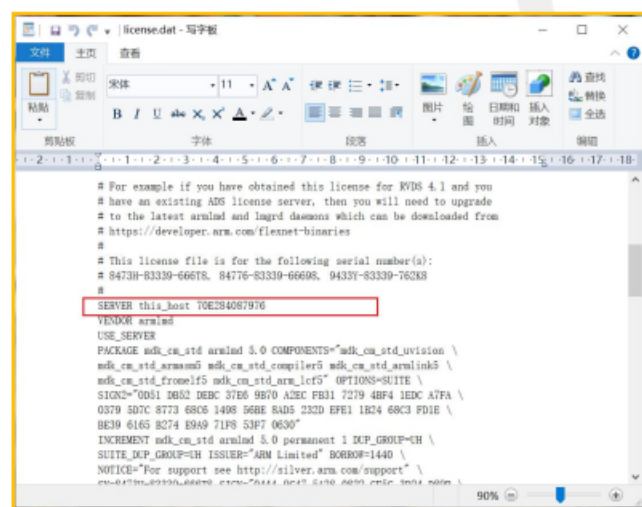 license.dat - 写字板
文件 主页 查看
粘贴
剪切
复制
宋体 11
图片
绘图
日期和时间
插入对象
查找
替换
全选
剪贴板 字体 段落 插入 编辑
# For example if you have obtained this license for RVDS 4.1 and you
# have an existing ADS license server, then you will need to upgrade
# to the latest armlmd and lmgrd daemons which can be downloaded from
# https://developer.arm.com/flexnet-binaries
#
# This license file is for the following serial number(s):
# 8473H-83339-666T8, 84776-83339-66698, 9433Y-83339-762K8
#
SERVER this_host 70E284087976
VENDOR armlmd
USE_SERVER
PACKAGE mdk_cm_std armlmd 5.0 COMPONENTS="mdk_cm_std_uvision \
mdk_cm_std_armasm5 mdk_cm_std_compiler5 mdk_cm_std_armlink5 \
mdk_cm_std_fromelf5 mdk_cm_std_arm_lcf5" OPTIONS=SUITE \
SIGN2="0D51 DB52 DEBC 37E6 9B70 A2EC FB31 7279 4BF4 1EDC A7FA \
0379 5D7C 8773 68C6 1498 56BE 8AD5 232D EFE1 1B24 68C3 FD1E \
BE39 6165 B274 E9A9 71F8 53F7 0630"
INCREMENT mdk_cm_std armlmd 5.0 permanent 1 DUP_GROUP=UH \
SUITE_DUP_GROUP=UH ISSUER="ARM Limited" BORROW=1440 \
NOTICE="For support see http://silver.arm.com/support" \
90%